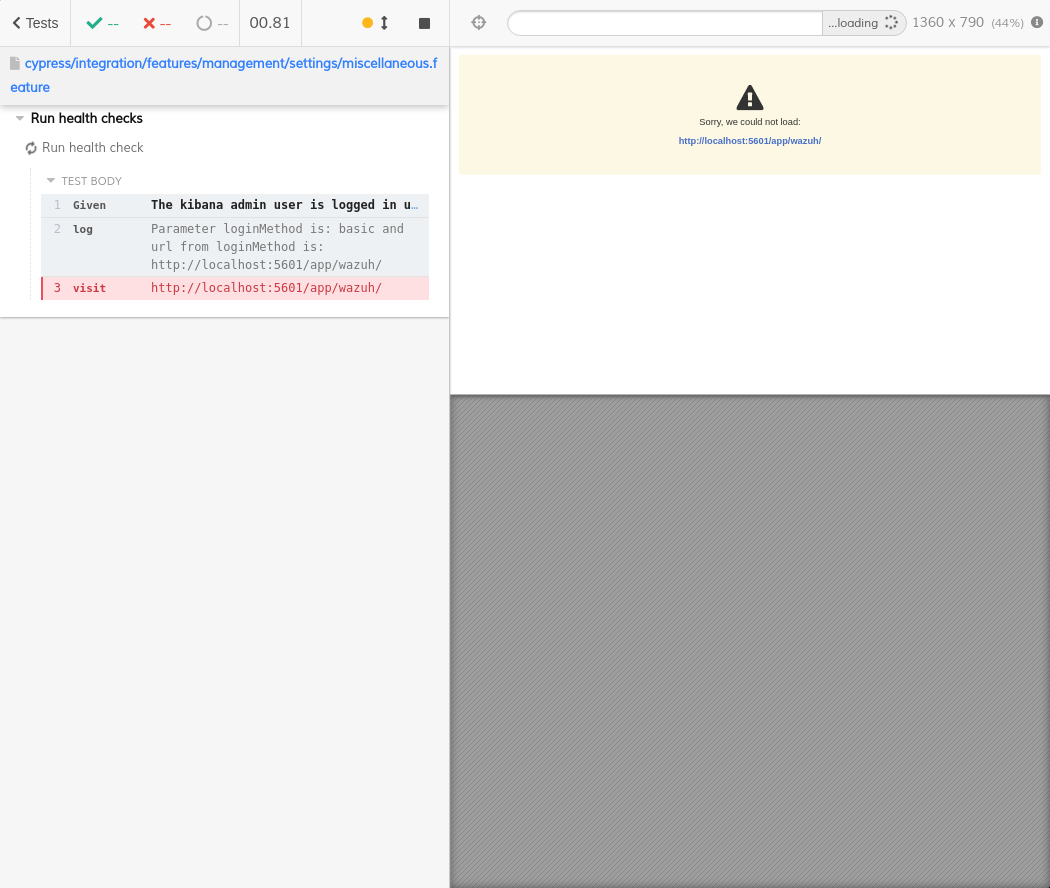 Tests -- -- -- 00.81
...loading 1360 x 790 (44%)
cypress/integration/features/management/settings/miscellaneous.f
eature
Run health checks
Run health check
TEST BODY
1 Given The kibana admin user is logged in u…
2 log Parameter loginMethod is: basic and
url from loginMethod is:
http://localhost:5601/app/wazuh/
3 visit http://localhost:5601/app/wazuh/
Sorry, we could not load:
http://localhost:5601/app/wazuh/